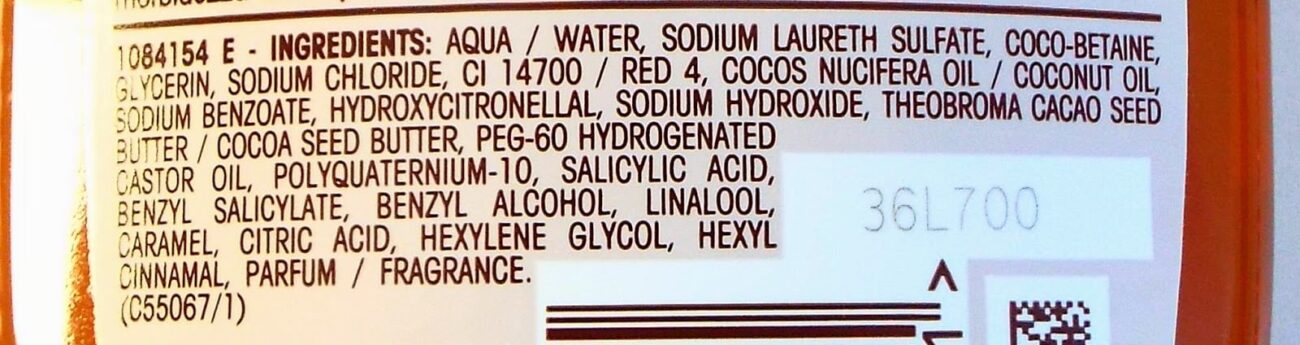 1084154 E - INGREDIENTS: AQUA / WATER, SODIUM LAURETH SULFATE, COCO-BETAINE,
GLYCERIN, SODIUM CHLORIDE, CI 14700 / RED 4, COCOS NUCIFERA OIL / COCONUT OIL,
SODIUM BENZOATE, HYDROXYCITRONELLAL, SODIUM HYDROXIDE, THEOBROMA CACAO SEED
BUTTER / COCOA SEED BUTTER, PEG-60 HYDROGENATED
CASTOR OIL, POLYQUATERNIUM-10, SALICYLIC ACID,
BENZYL SALICYLATE, BENZYL ALCOHOL, LINALOOL,
CARAMEL, CITRIC ACID, HEXYLENE GLYCOL, HEXYL
CINNAMAL, PARFUM / FRAGRANCE.
(C55067/1)
36L700